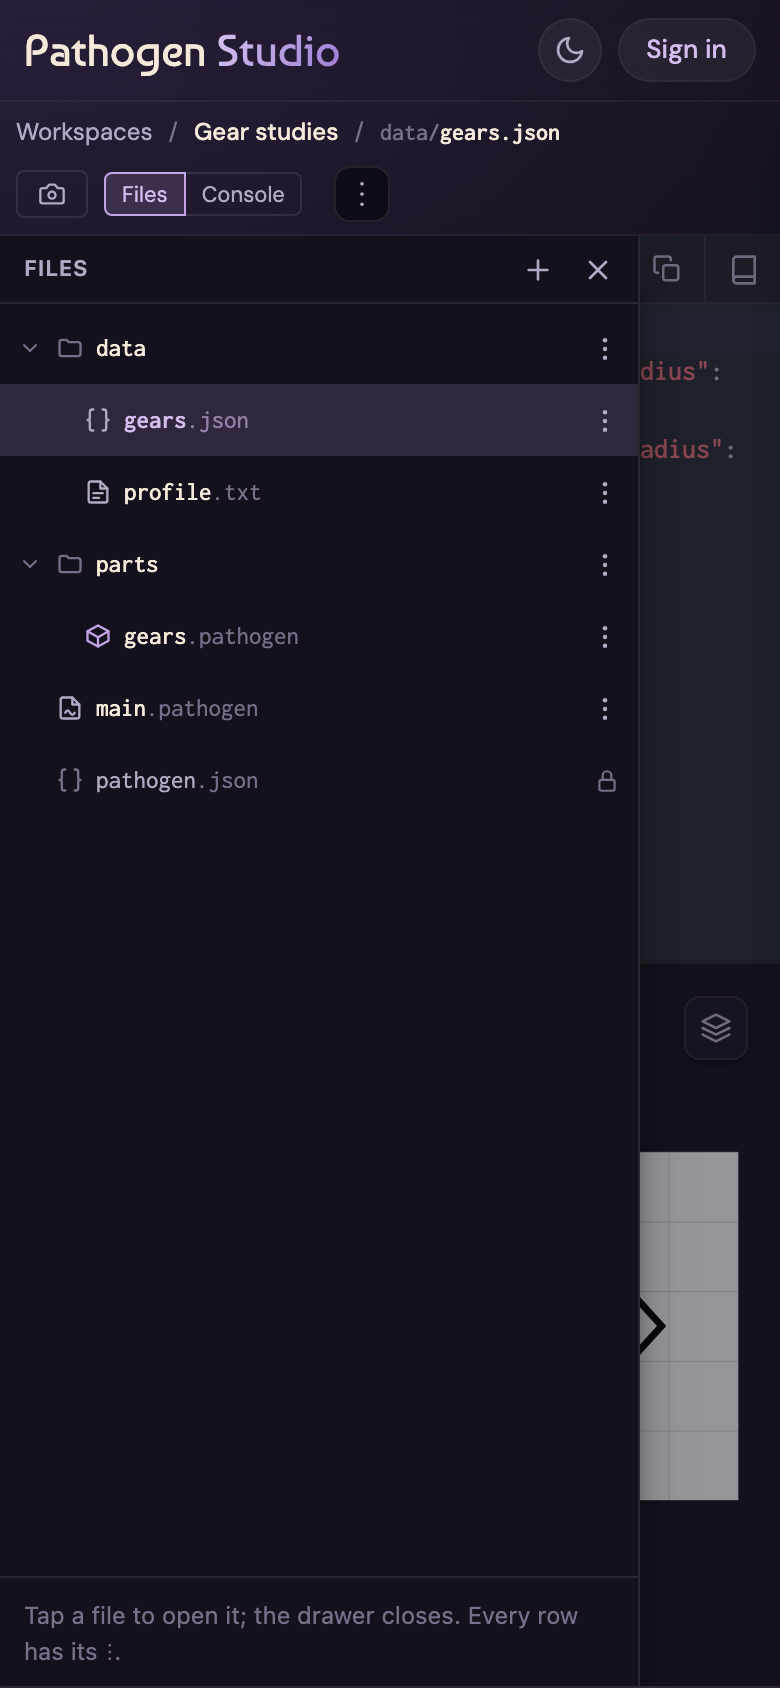 Pathogen Studio
Sign in
Workspaces / Gear studies / data/gears.json
Files
Console
FILES
data
dius":
{} gears.json
adius":
profile.txt
parts
gears.pathogen
main.pathogen
{} pathogen.json
Tap a file to open it; the drawer closes. Every row
has its ⋮.